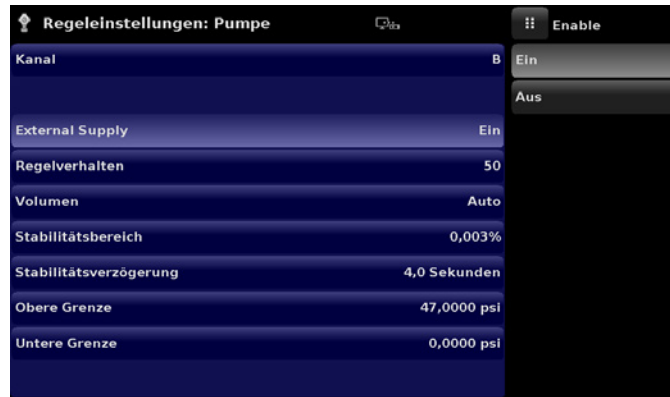 Regeleinstellungen: Pumpe
Enable
Kanal B
Ein
Aus
External Supply Ein
Regelverhalten 50
Volumen Auto
Stabilitätsbereich 0,003%
Stabilitätsverzögerung 4,0 Sekunden
Obere Grenze 47,0000 psi
Untere Grenze 0,0000 psi